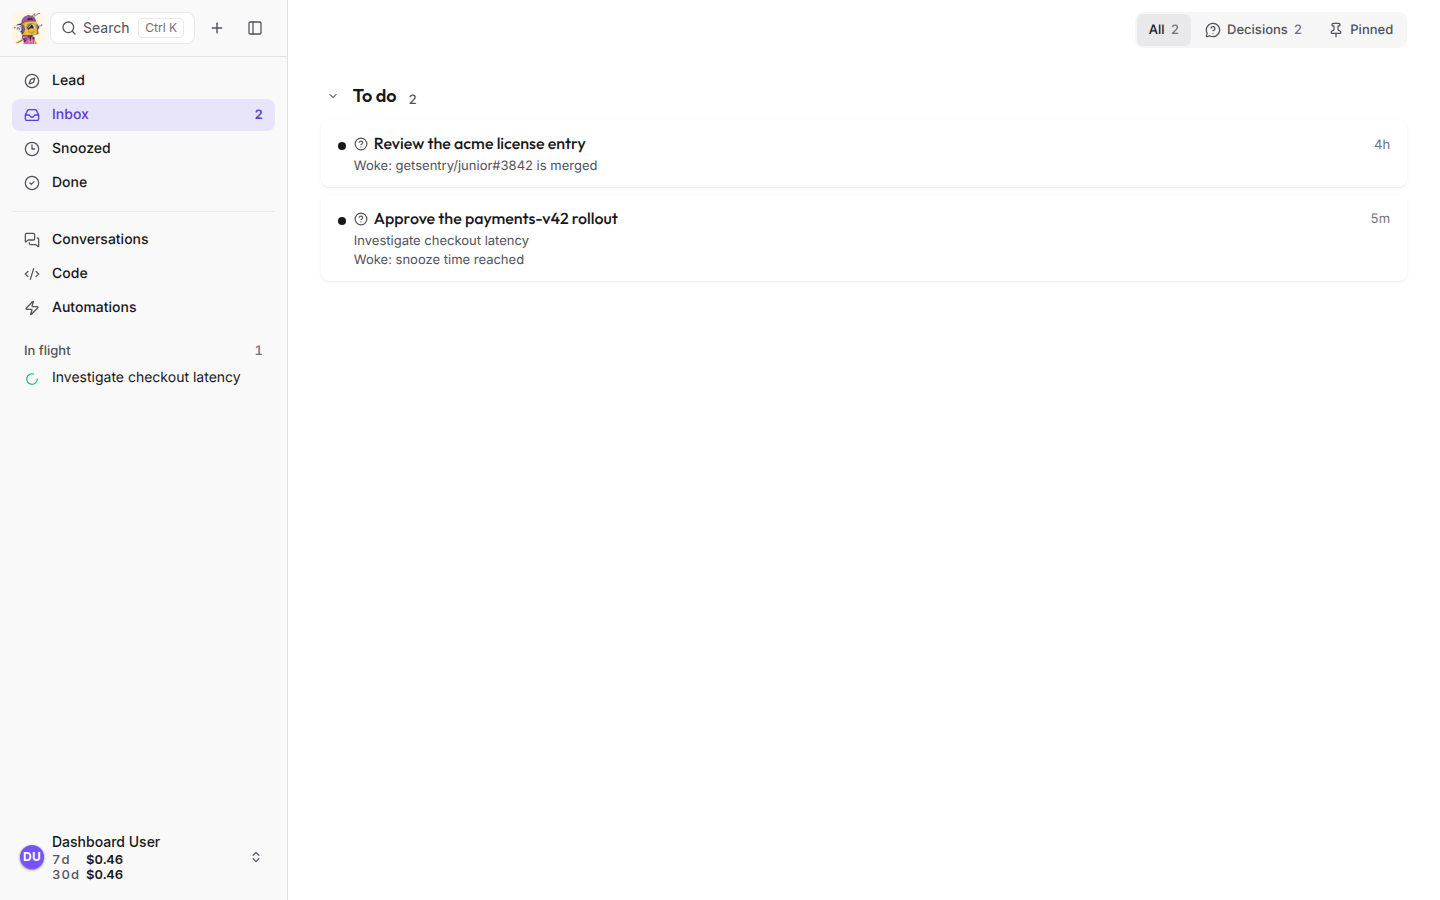 Search Ctrl K
Lead
Inbox 2
Snoozed
Done
Conversations
Code
Automations
In flight 1
Investigate checkout latency
DU
Dashboard User
7d $0.46
30d $0.46
All 2 Decisions 2 Pinned
To do 2
Review the acme license entry 4h
Woke: getsentry/junior#3842 is merged
Approve the payments-v42 rollout 5m
Investigate checkout latency
Woke: snooze time reached